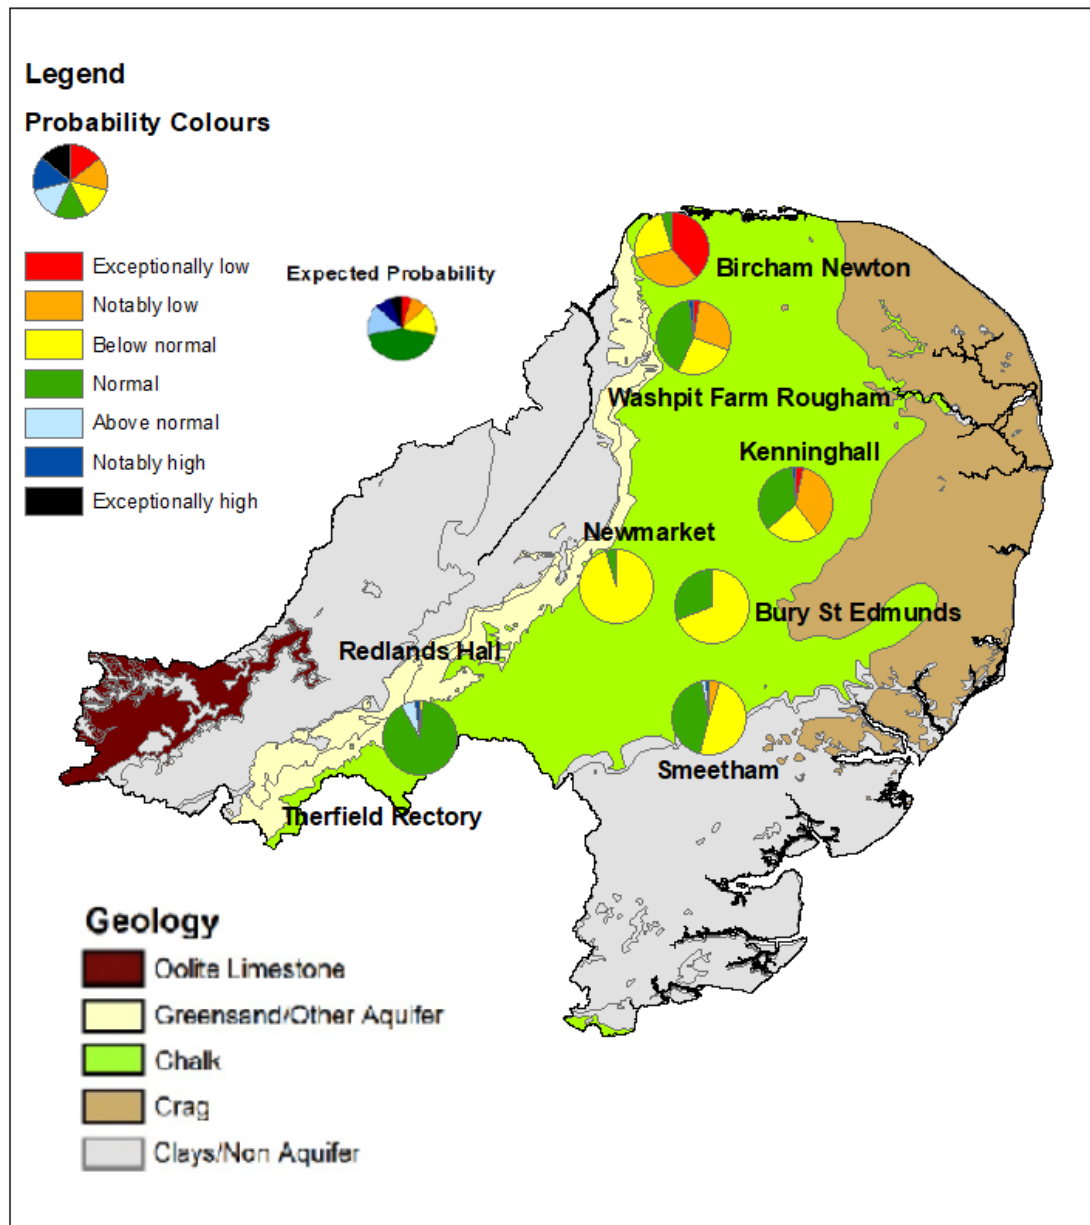 Legend
Probability Colours
Exceptionally low
Notably low
Below normal
Normal
Above normal
Notably high
Exceptionally high
Expected Probability
Bircham Newton
Washpit Farm Rougham
Kenninghall
Newmarket
Bury St Edmunds
Redlands Hall
Smeetham
Therfield Rectory
Geology
Oolite Limestone
Greensand/Other Aquifer
Chalk
Crag
Clays/Non Aquifer